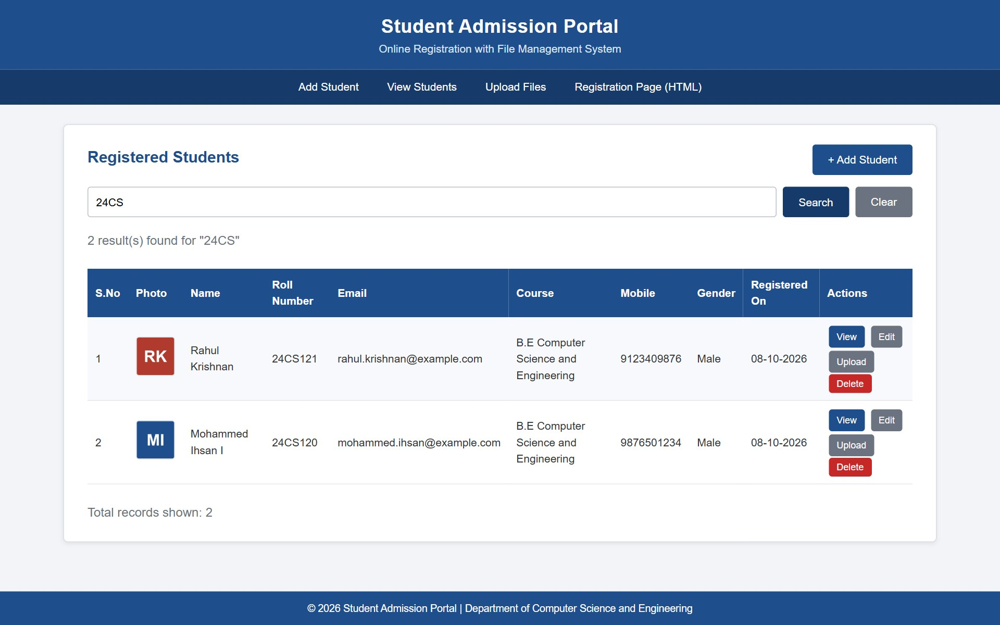 Student Admission Portal
Online Registration with File Management System
Add Student View Students Upload Files Registration Page (HTML)
Registered Students
+ Add Student
24CS
Search
Clear
2 result(s) found for "24CS"
S.No Photo Name Roll Number Email Course Mobile Gender Registered On Actions
1 RK Rahul Krishnan 24CS121 rahul.krishnan@example.com B.E Computer Science and Engineering 9123409876 Male 08-10-2026 View Edit Upload Delete
2 MI Mohammed Ihsan I 24CS120 mohammed.ihsan@example.com B.E Computer Science and Engineering 9876501234 Male 08-10-2026 View Edit Upload Delete
Total records shown: 2
© 2026 Student Admission Portal | Department of Computer Science and Engineering